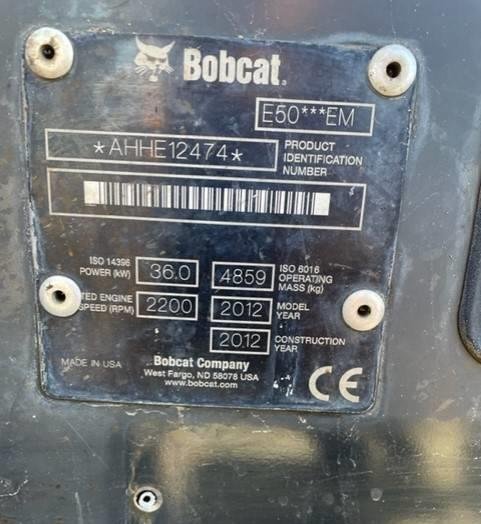 Bobcat.
E50***EM
*AHHE12474*
PRODUCT
IDENTIFICATION
NUMBER
ISO 14396
POWER (kW)
36.0
4859
ISO 6016
OPERATING
MASS (kg)
TED ENGINE
SPEED (RPM)
2200
2012
MODEL
YEAR
2012
CONSTRUCTION
YEAR
MADE IN USA
Bobcat Company
West Fargo, ND 58078 USA
www.bobcat.com
CE